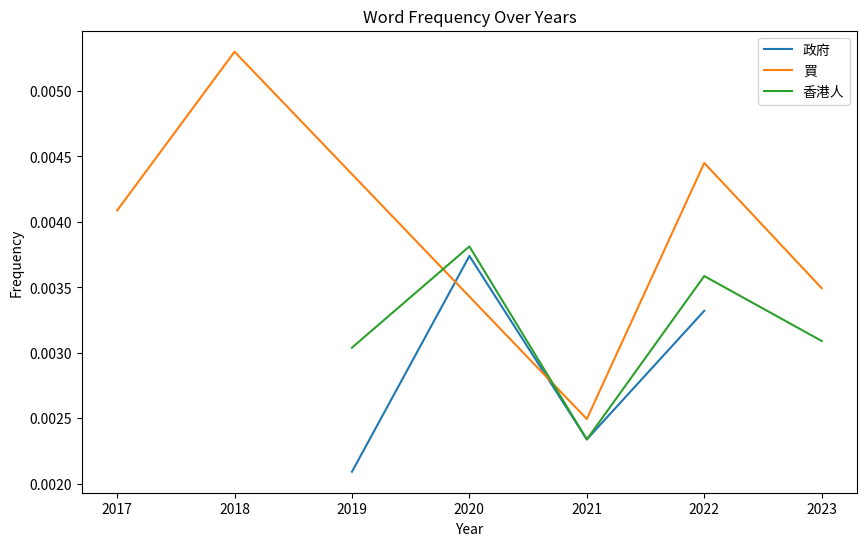 Word Frequency Over Years
政府
買
香港人
Frequency
0.0050
0.0045
0.0040
0.0035
0.0030
0.0025
0.0020
2017 2018 2019 2020 2021 2022 2023
Year